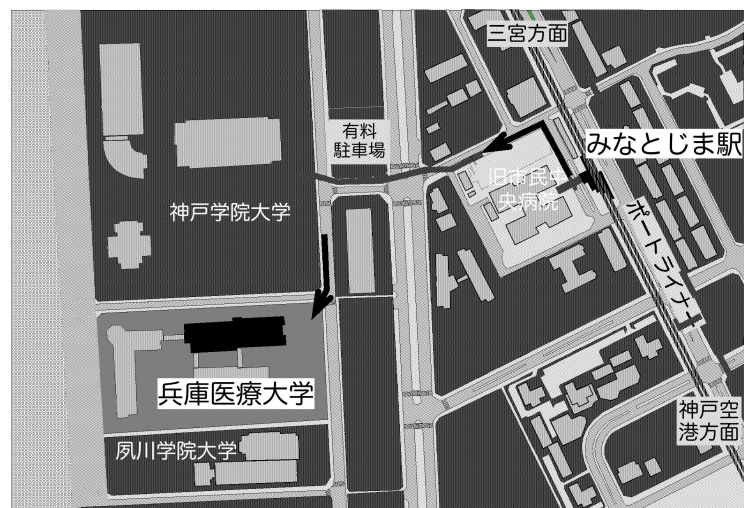 三宮方面
有料
駐車場
みなとじま駅
旧市民中
央病院
神戸学院大学
ポートライナー
兵庫医療大学
神戸空
港方面
夙川学院大学